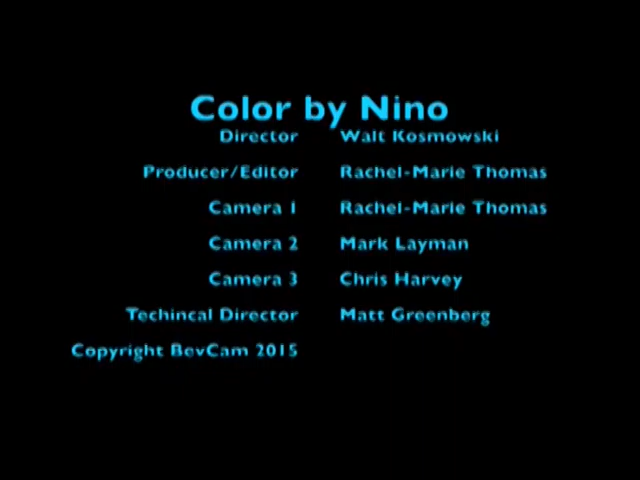 Color by Nino
Director Walt Kosmowski
Producer/Editor Rachel-Marie Thomas
Camera 1 Rachel-Marie Thomas
Camera 2 Mark Layman
Camera 3 Chris Harvey
Techincal Director Matt Greenberg
Copyright BevCam 2015